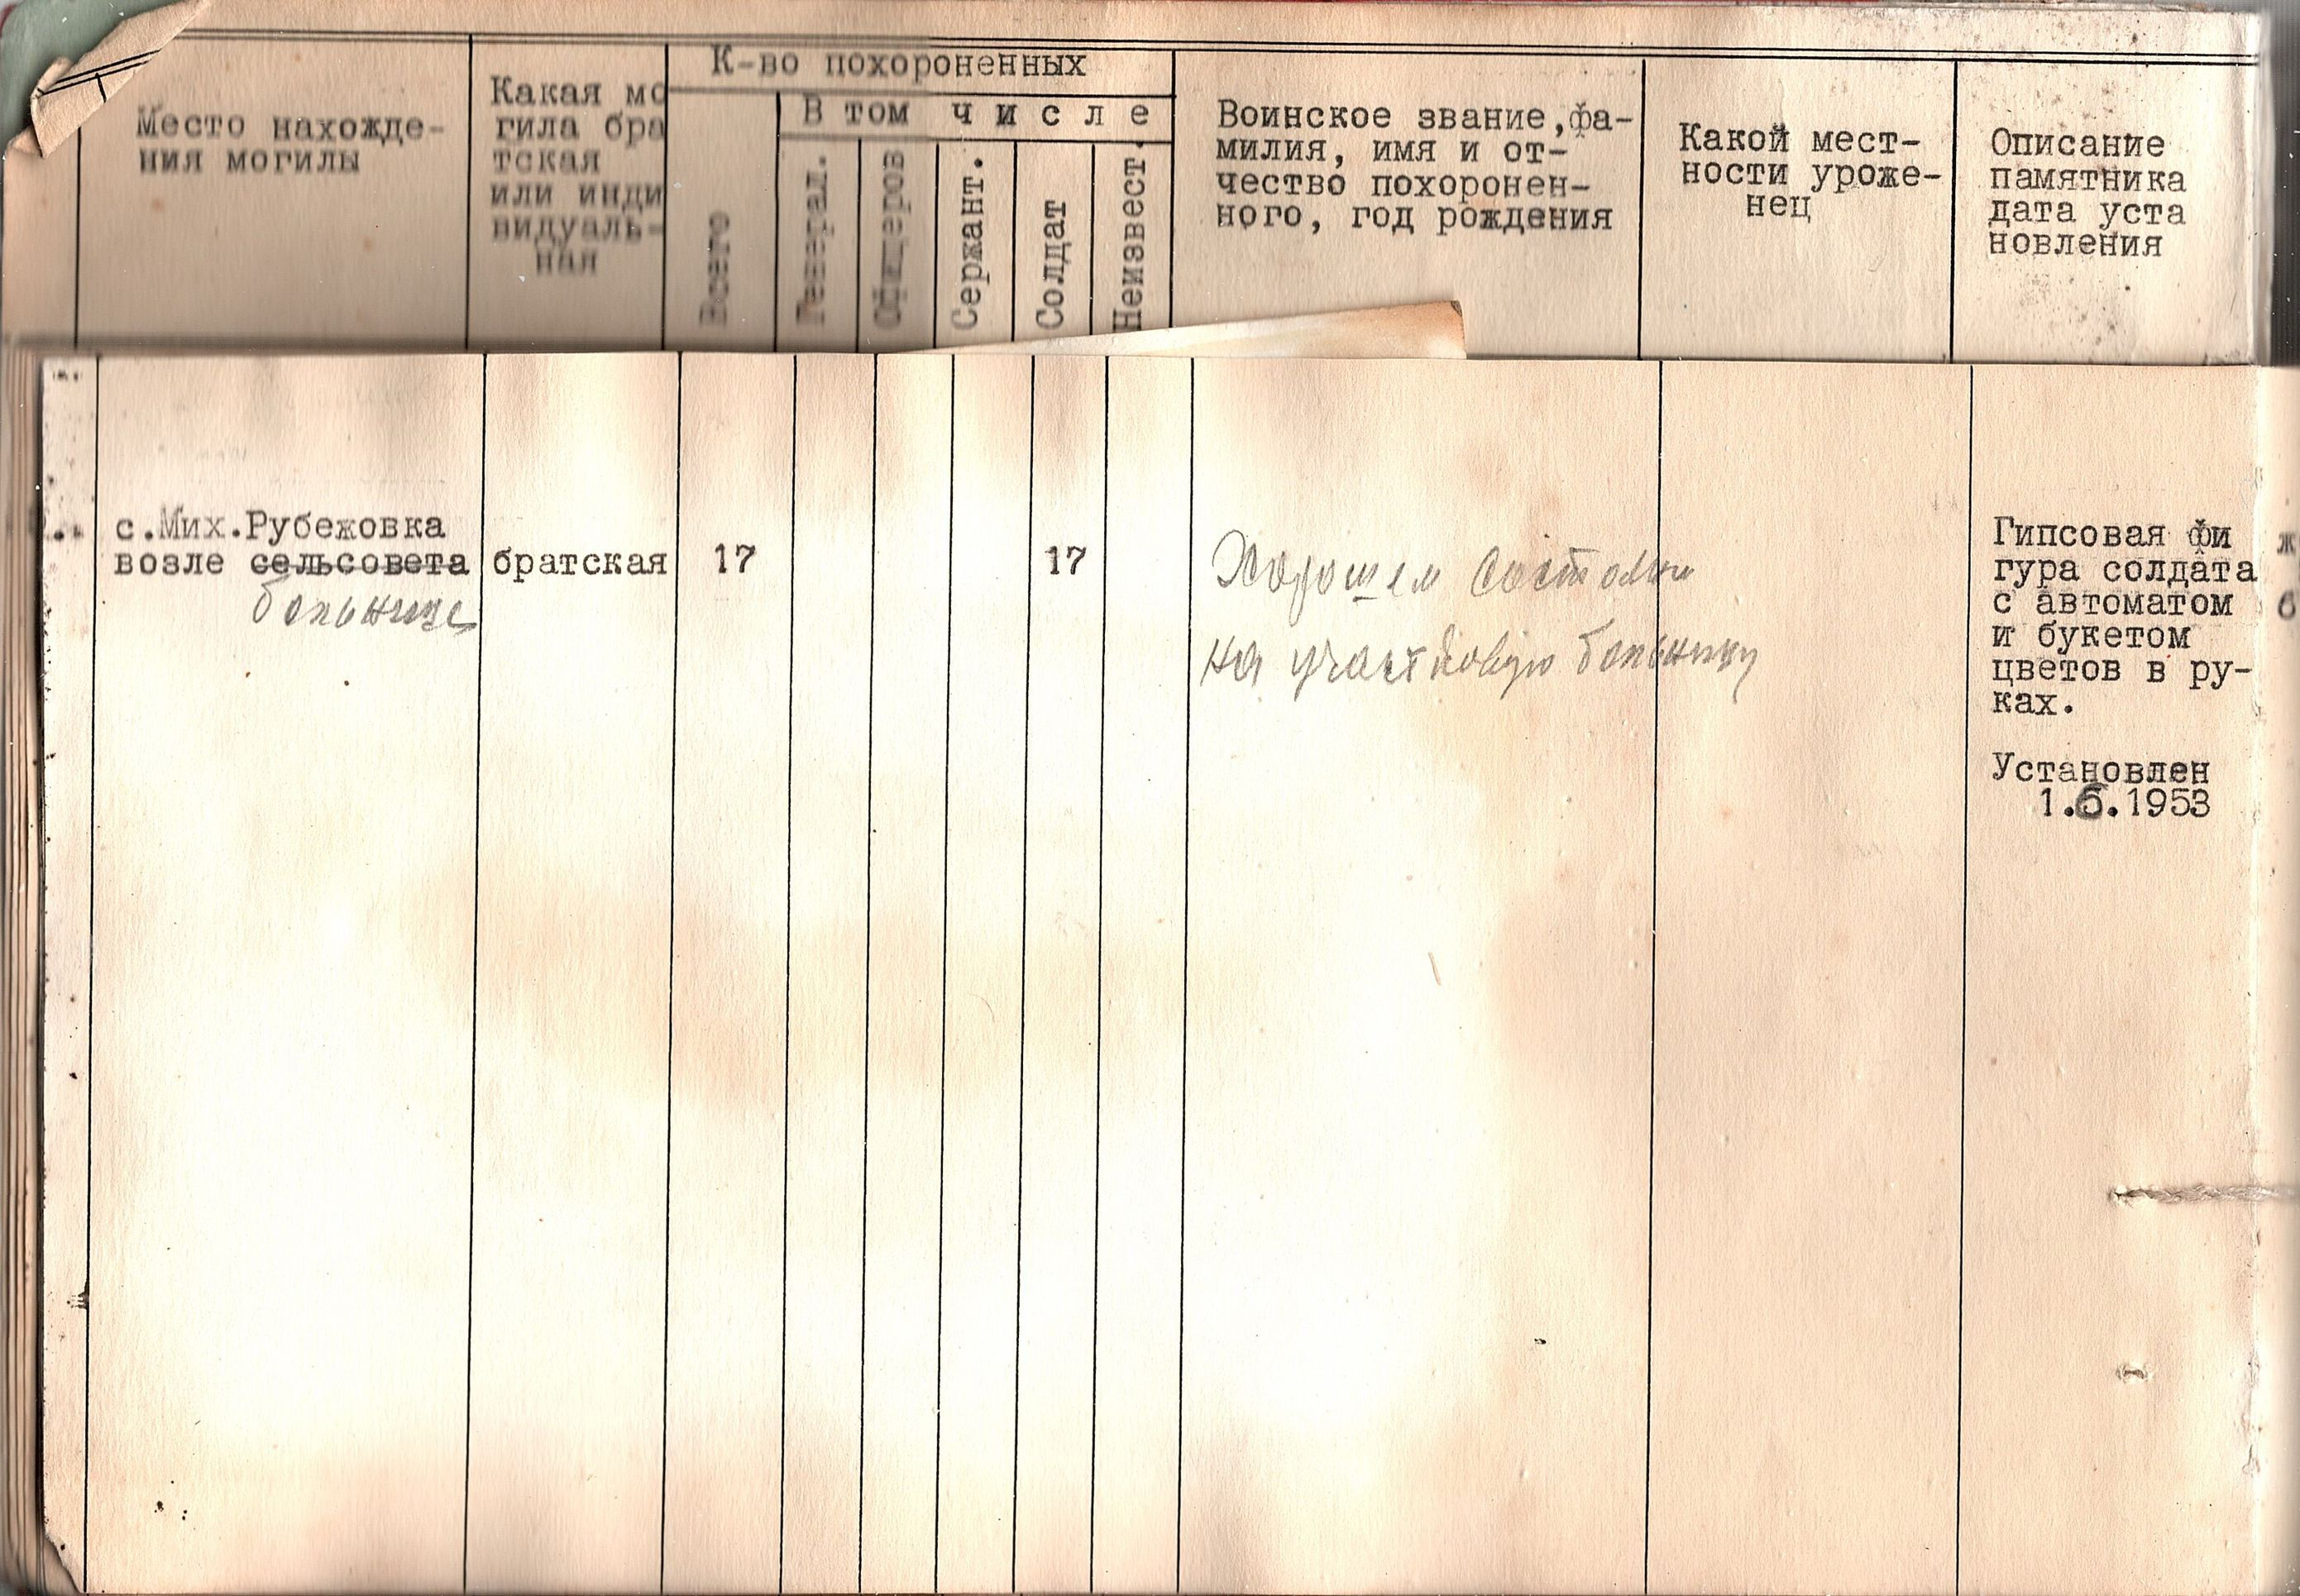 К-во похороненных
В том числе
Место нахожде-
ния могилы
Какая мо
гила бра
тская
или инди
видуаль-
ная
Всего
Генерал.
Офицеров
Сержант.
Солдат
Неизвест.
Воинское звание, фа-
милия, имя и от-
чество похоронен-
ного, год рождения
Какой мест-
ности уроже-
нец
Описание
памятника
дата уста
новления
с.Мих.Рубежовка
возле сельсовета
больнице
братская
17
17
Хорошем состоянии
на участковую больницу
Гипсовая фи
гура солдата
с автоматом
и букетом
цветов в ру-
ках.
Установлен
1.6.1953
ж
б